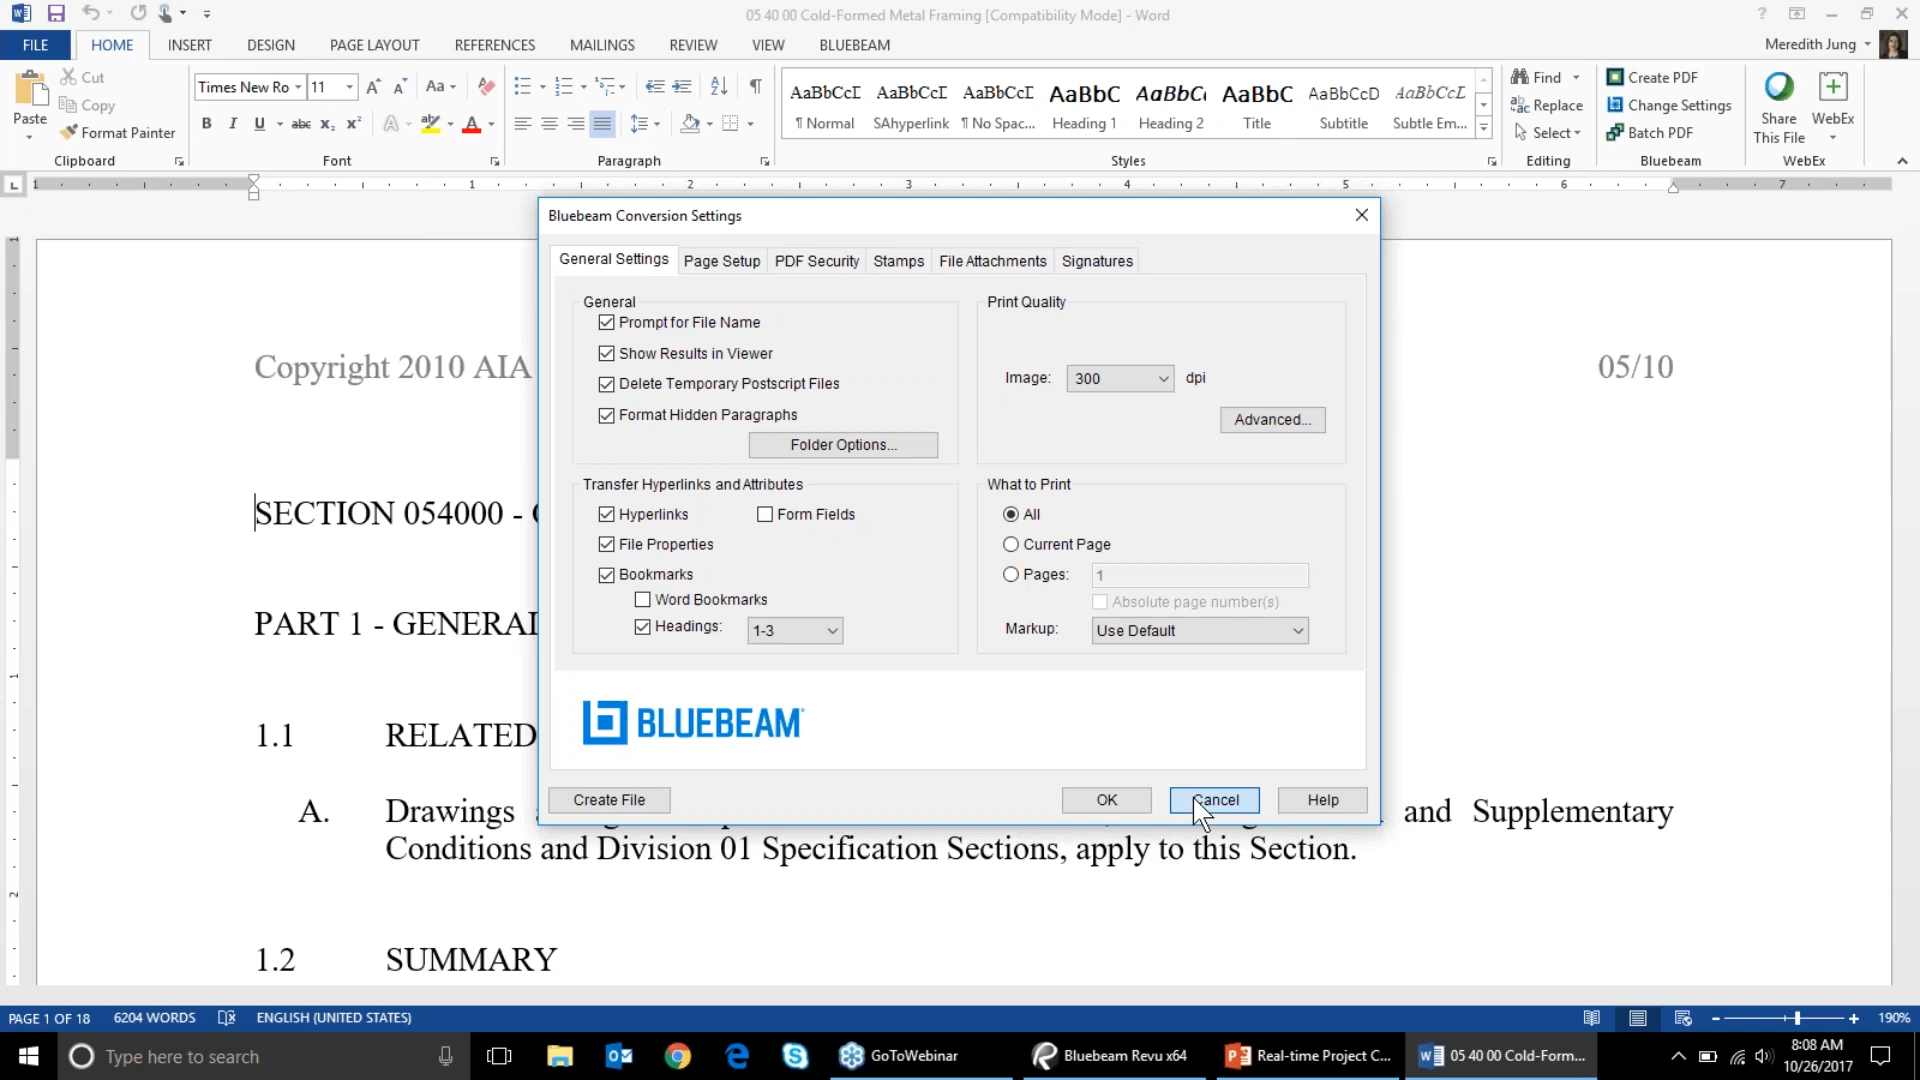 05 40 00 Cold-Formed Metal Framing [Compatibility Mode] - Word
FILE HOME INSERT DESIGN PAGE LAYOUT REFERENCES MAILINGS REVIEW VIEW BLUEBEAM Meredith Jung
Paste
Cut
Copy
Format Painter
Clipboard
Times New Ro 11
Font
Paragraph
AaBbCcI AaBbCcI AaBbCcI AaBbC AaBbCc AaBbC AaBbCcD AaBbCcL
¶ Normal SAhyperlink ¶ No Spac... Heading 1 Heading 2 Title Subtitle Subtle Em...
Styles
Find
Replace
Select
Editing
Create PDF
Change Settings
Batch PDF
Bluebeam
Share
This File
WebEx
WebEx
1 1 2 3 4 5 6 7
Copyright 2010 AIA
05/10
SECTION 054000 -
PART 1 - GENERAL
1.1 RELATED
A. Drawings and Supplementary
Conditions and Division 01 Specification Sections, apply to this Section.
1.2 SUMMARY
Bluebeam Conversion Settings
General Settings Page Setup PDF Security Stamps File Attachments Signatures
General
Prompt for File Name
Show Results in Viewer
Delete Temporary Postscript Files
Format Hidden Paragraphs
Folder Options...
Print Quality
Image: 300 dpi
Advanced...
Transfer Hyperlinks and Attributes
Hyperlinks Form Fields
File Properties
Bookmarks
Word Bookmarks
Headings: 1-3
What to Print
All
Current Page
Pages: 1
Absolute page number(s)
Markup: Use Default
BLUEBEAM
Create File OK Cancel Help
PAGE 1 OF 18 6204 WORDS ENGLISH (UNITED STATES) 190%
Type here to search
GoToWebinar
Bluebeam Revu x64
Real-time Project C...
05 40 00 Cold-Form...
8:08 AM
10/26/2017